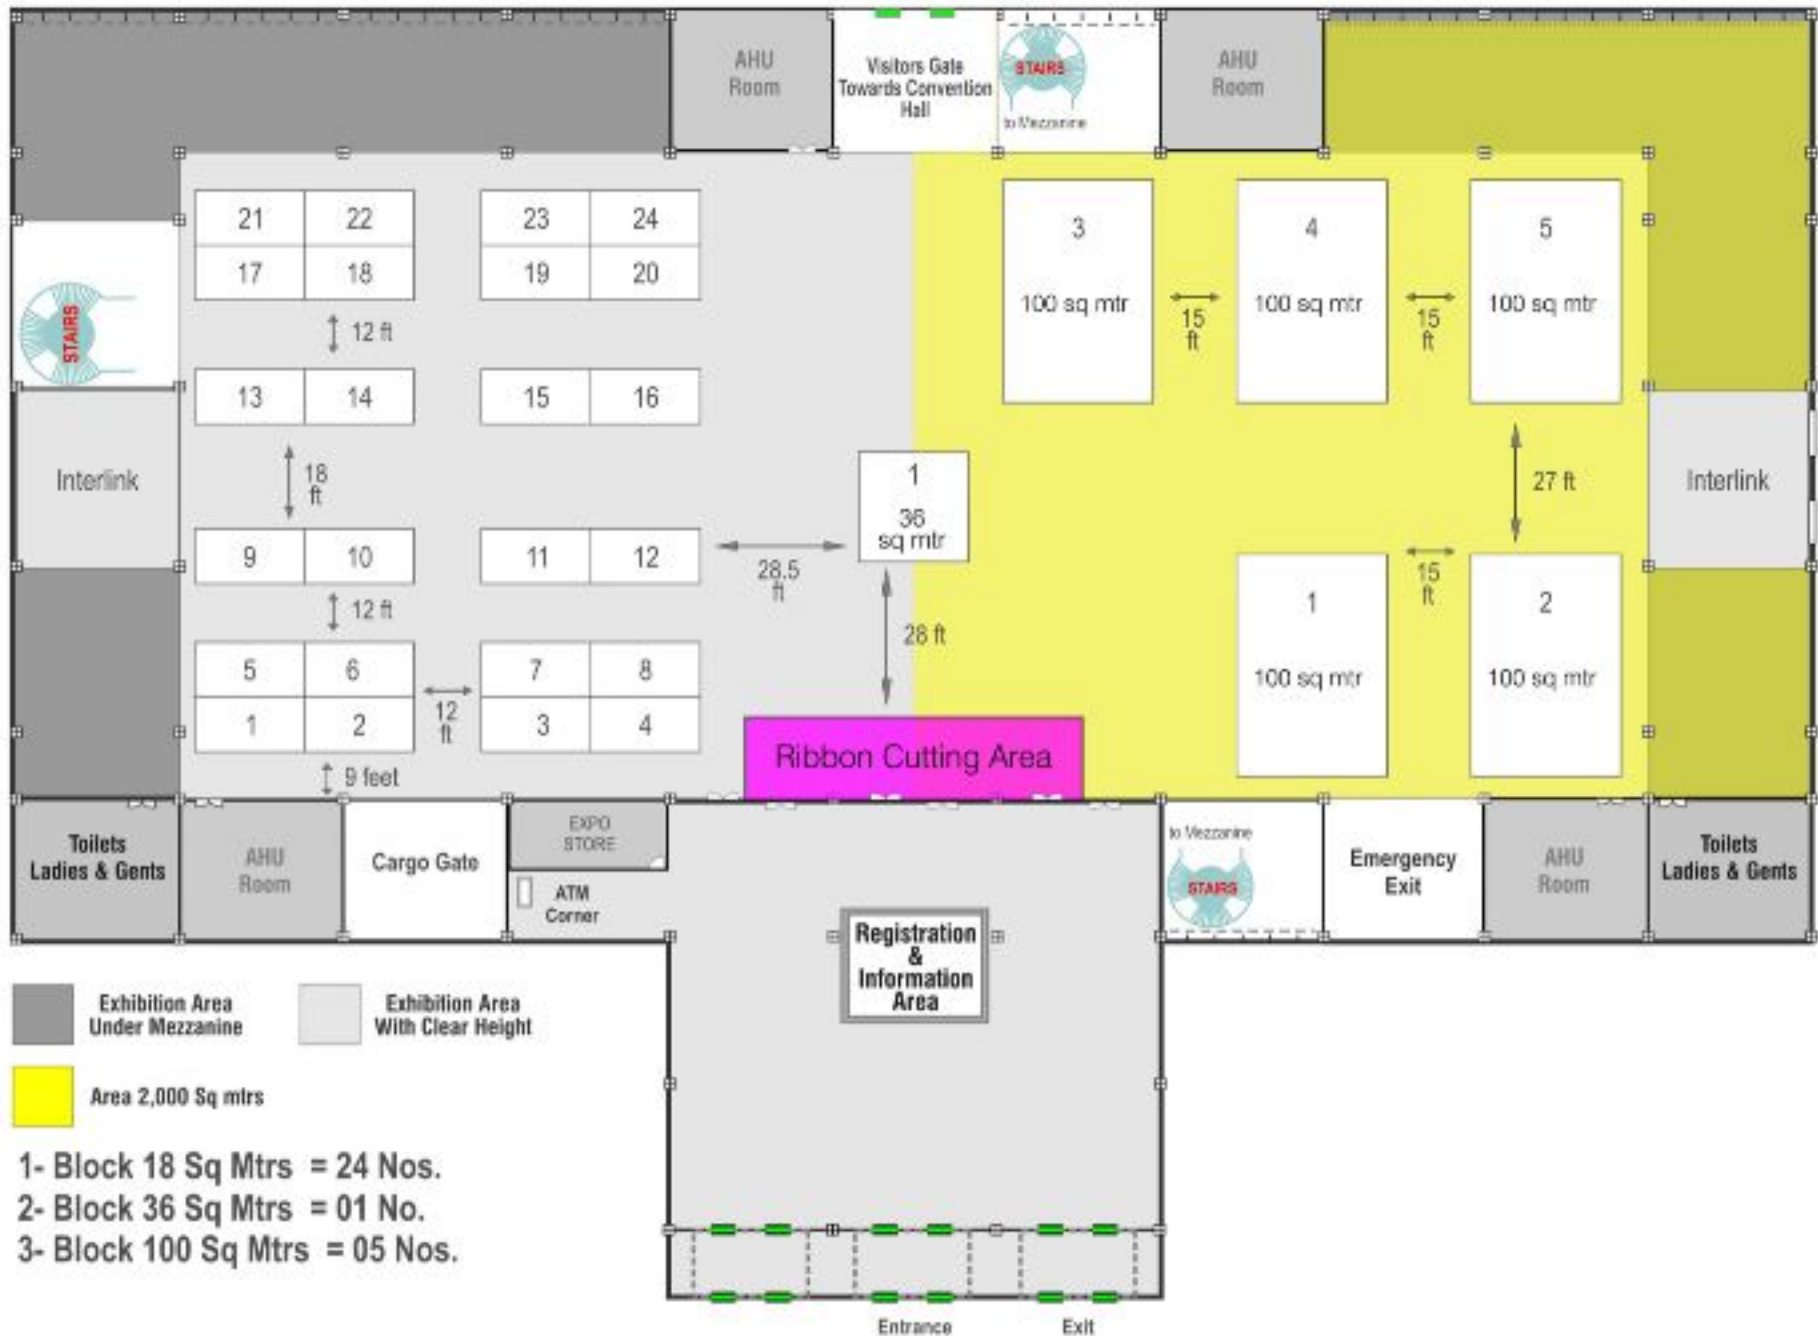 AHU
Room
Visitors Gate
Towards Convention
Hall
STAIRS
to Mezzanine
AHU
Room
21
22
23
24
17
18
19
20
3
100 sq mtr
4
100 sq mtr
5
100 sq mtr
15
ft
15
ft
STAIRS
12 ft
13
14
15
16
Interlink
18
ft
1
36
sq mtr
27 ft
Interlink
9
10
11
12
28.5
ft
15
ft
12 ft
28 ft
1
100 sq mtr
2
100 sq mtr
5
6
7
8
1
2
3
4
12
ft
9 feet
Ribbon Cutting Area
Toilets
Ladies & Gents
AHU
Room
Cargo Gate
EXPO
STORE
ATM
Corner
to Mezzanine
STAIRS
Emergency
Exit
AHU
Room
Toilets
Ladies & Gents
Registration
&
Information
Area
Exhibition Area
Under Mezzanine
Exhibition Area
With Clear Height
Area 2,000 Sq mtrs
1- Block 18 Sq Mtrs = 24 Nos.
2- Block 36 Sq Mtrs = 01 No.
3- Block 100 Sq Mtrs = 05 Nos.
Entrance
Exit